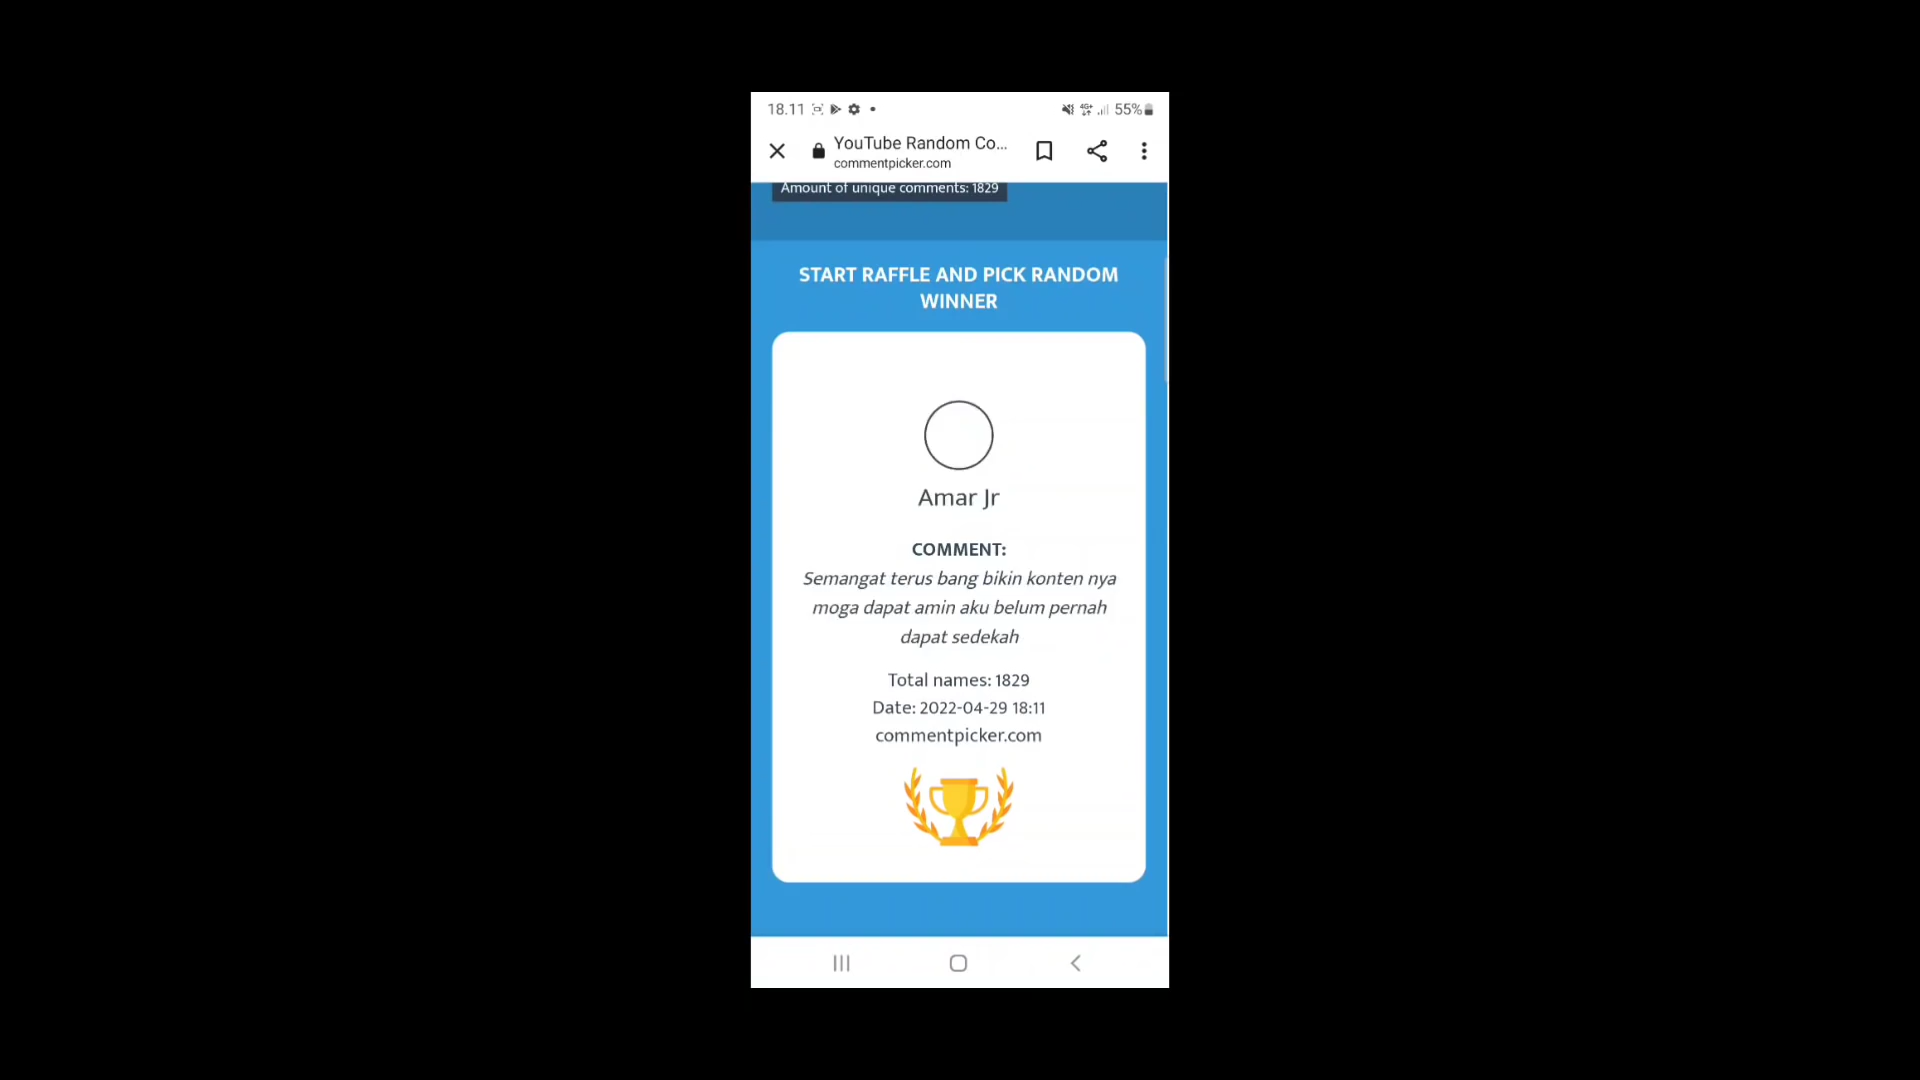 18.11
4G+
55%
YouTube Random Co...
commentpicker.com
Amount of unique comments: 1829
START RAFFLE AND PICK RANDOM
WINNER
Amar Jr
COMMENT:
Semangat terus bang bikin konten nya
moga dapat amin aku belum pernah
dapat sedekah
Total names: 1829
Date: 2022-04-29 18:11
commentpicker.com